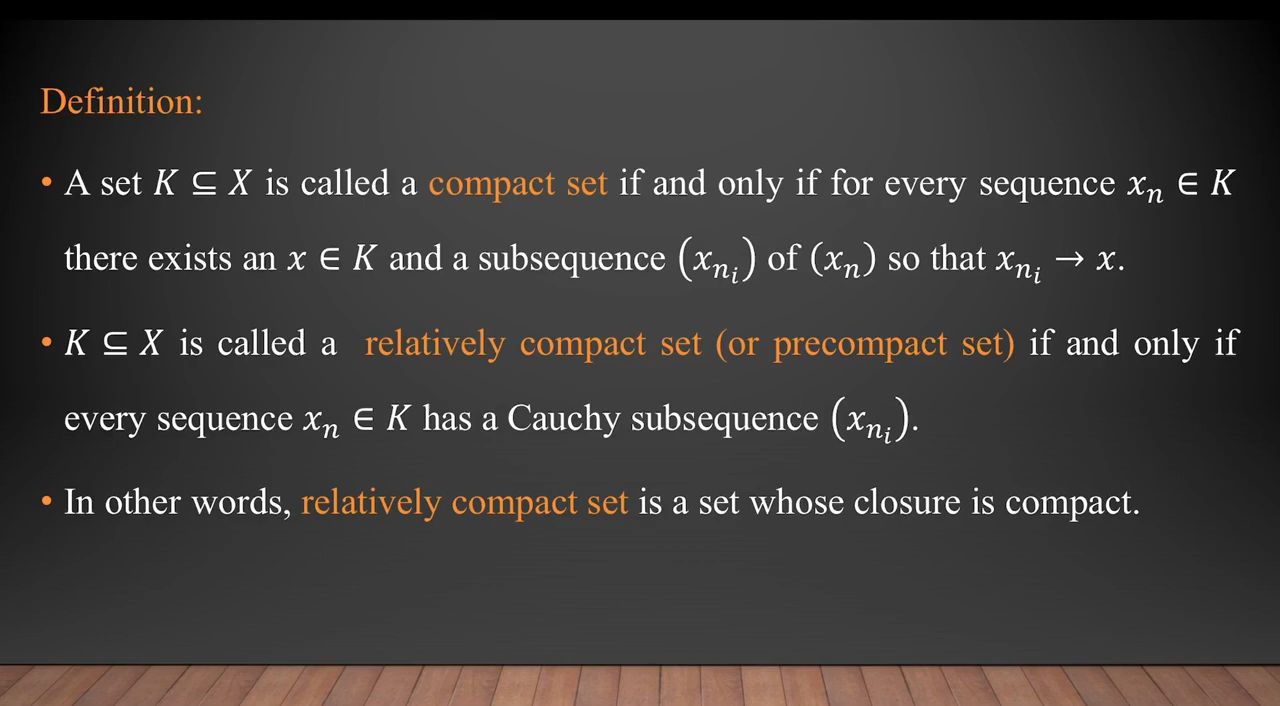 Definition:
• A set K ⊆ X is called a compact set if and only if for every sequence xₙ ∈ K
there exists an x ∈ K and a subsequence (xₙᵢ) of (xₙ) so that xₙᵢ → x.
• K ⊆ X is called a relatively compact set (or precompact set) if and only if
every sequence xₙ ∈ K has a Cauchy subsequence (xₙᵢ).
• In other words, relatively compact set is a set whose closure is compact.